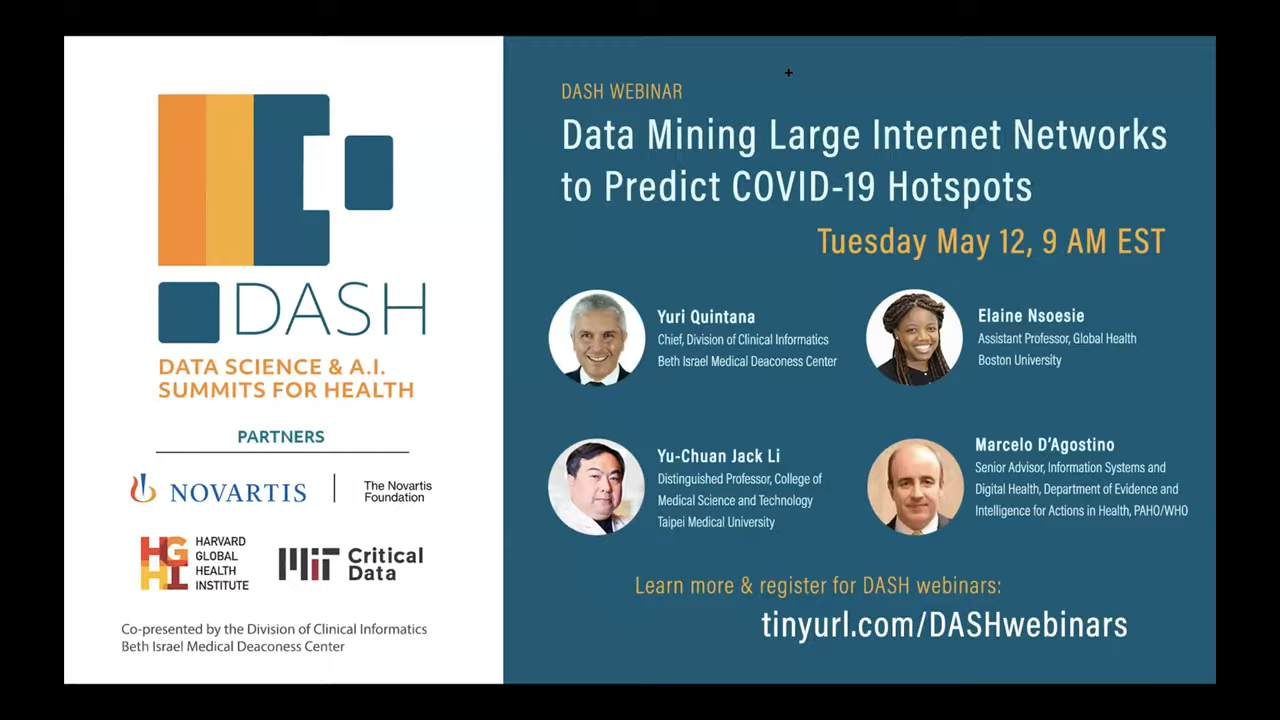 DASH
DATA SCIENCE & A.I.
SUMMITS FOR HEALTH
PARTNERS
NOVARTIS
The Novartis
Foundation
HGHI
HARVARD
GLOBAL
HEALTH
INSTITUTE
MIT Critical
Data
Co-presented by the Division of Clinical Informatics
Beth Israel Medical Deaconess Center
DASH WEBINAR
Data Mining Large Internet Networks
to Predict COVID-19 Hotspots
Tuesday May 12, 9 AM EST
Yuri Quintana
Chief, Division of Clinical Informatics
Beth Israel Medical Deaconess Center
Elaine Nsoesie
Assistant Professor, Global Health
Boston University
Yu-Chuan Jack Li
Distinguished Professor, College of
Medical Science and Technology
Taipei Medical University
Marcelo D'Agostino
Senior Advisor, Information Systems and
Digital Health, Department of Evidence and
Intelligence for Actions in Health, PAHO/WHO
Learn more & register for DASH webinars:
tinyurl.com/DASHwebinars